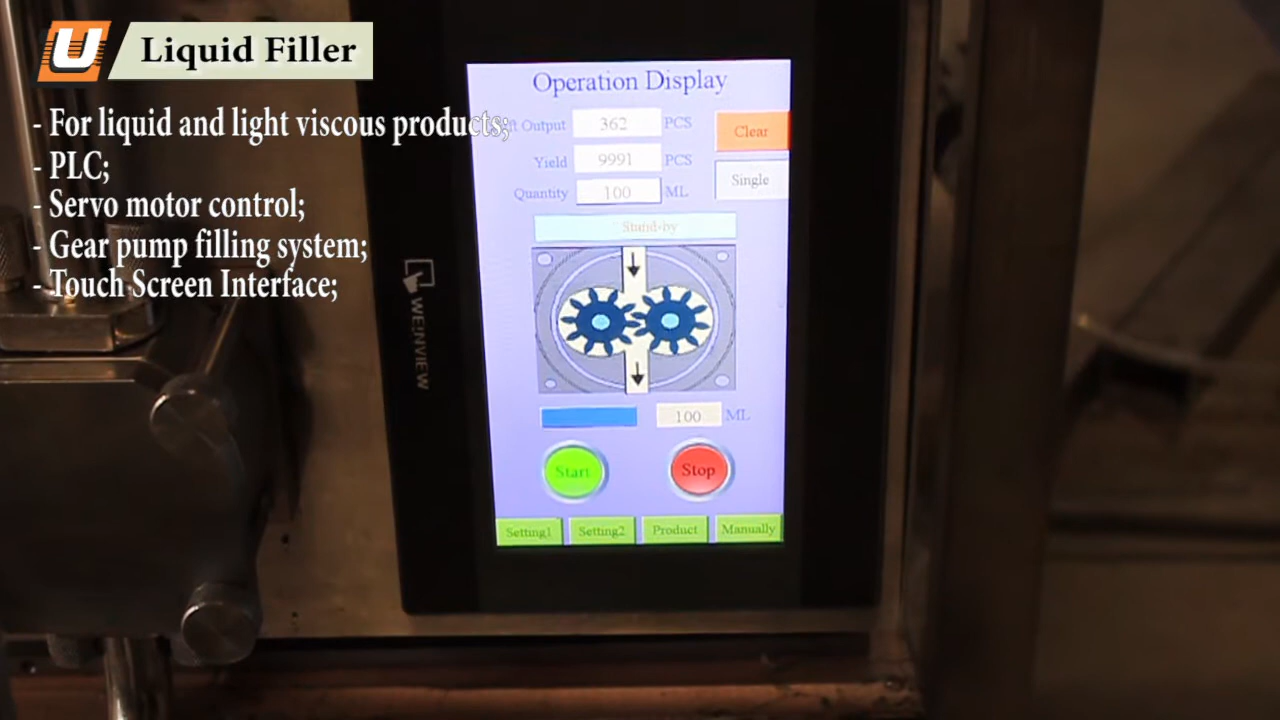 U Liquid Filler
- For liquid and light viscous products;
- PLC;
- Servo motor control;
- Gear pump filling system;
- Touch Screen Interface;
WEINVIEW
Operation Display
Output 362 PCS
Clear
Yield 9991 PCS
Single
Quantity 100 ML
Stand-by
100 ML
Start Stop
Setting1 Setting2 Product Manually